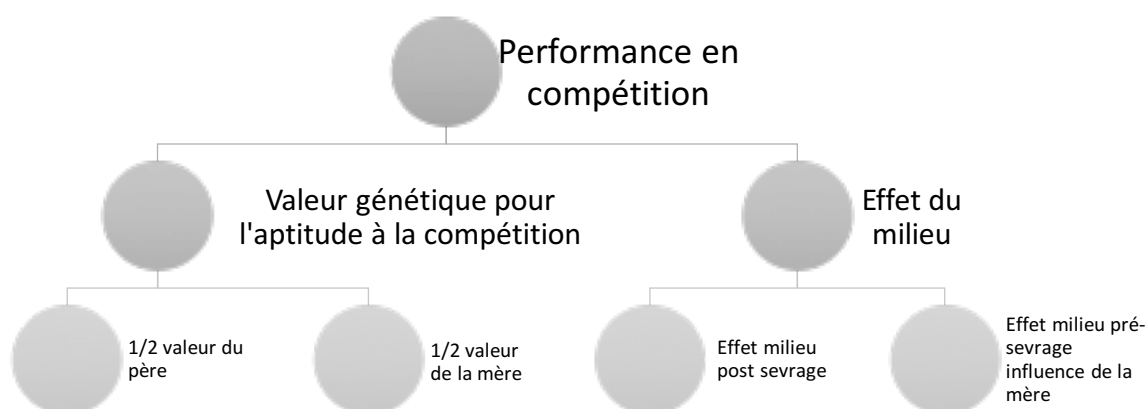 Performance en
compétition
Valeur génétique pour
l'aptitude à la compétition
Effet du
milieu
1/2 valeur du
père
1/2 valeur
de la mère
Effet milieu
post sevrage
Effet milieu pré-
sevrage
influence de la
mère